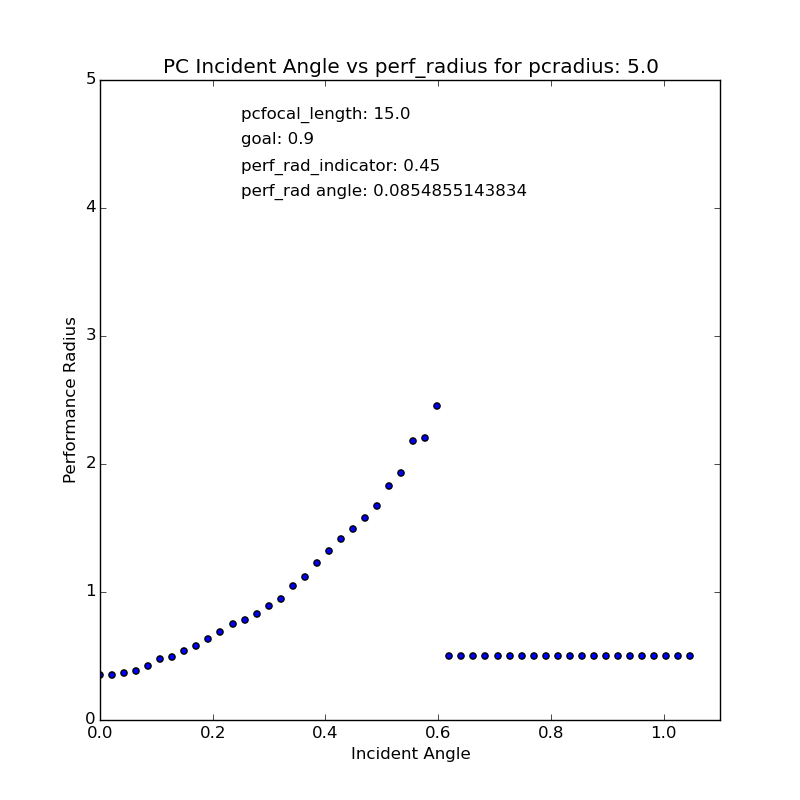 PC Incident Angle vs perf_radius for pcradius: 5.0
pcfocal_length: 15.0
goal: 0.9
perf_rad_indicator: 0.45
perf_rad angle: 0.0854855143834
5
4
3
2
1
0
Performance Radius
0.0 0.2 0.4 0.6 0.8 1.0
Incident Angle